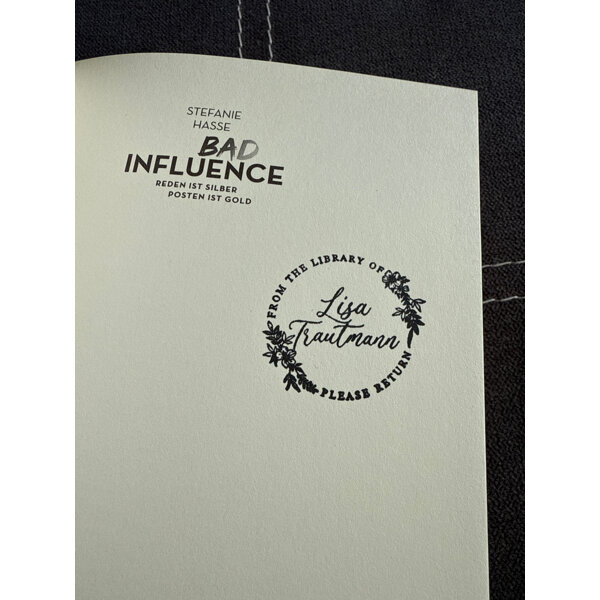 STEFANIE
HASSE
BAD
INFLUENCE
REDEN IST SILBER
POSTEN IST GOLD
FROM THE LIBRARY OF
Lisa
Trautmann
PLEASE RETURN